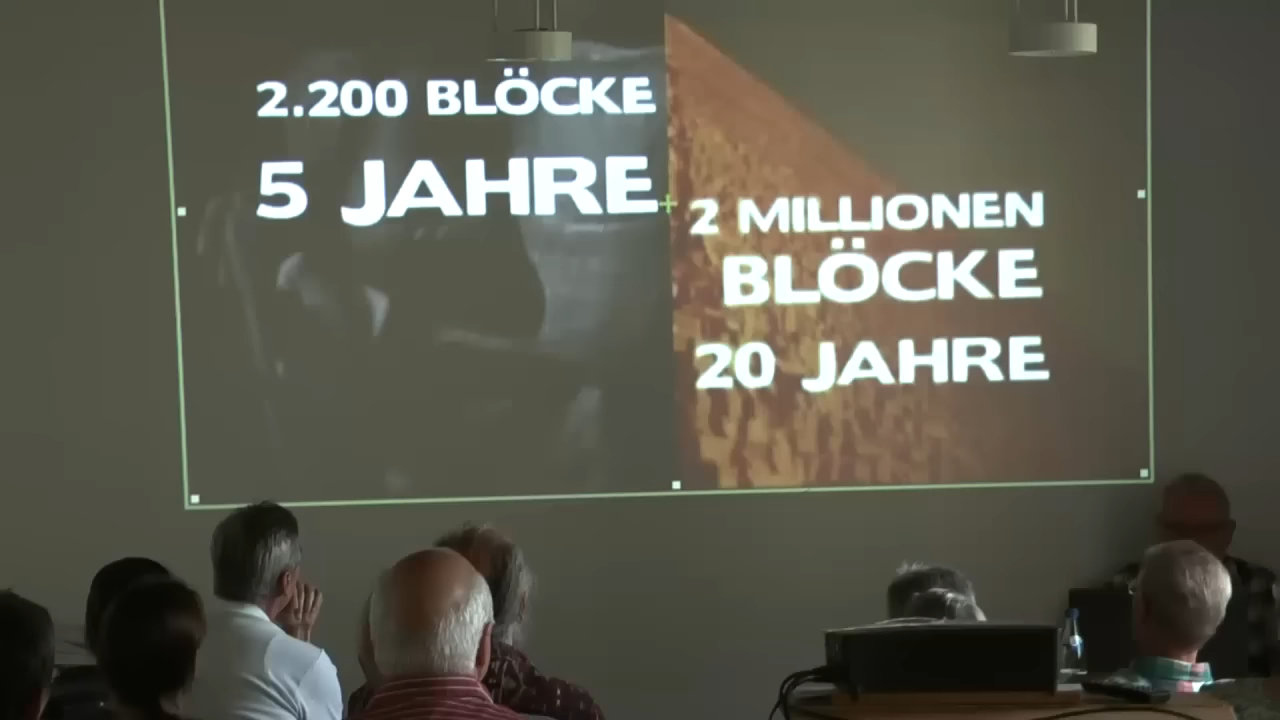 2.200 BLÖCKE
5 JAHRE
2 MILLIONEN
BLÖCKE
20 JAHRE